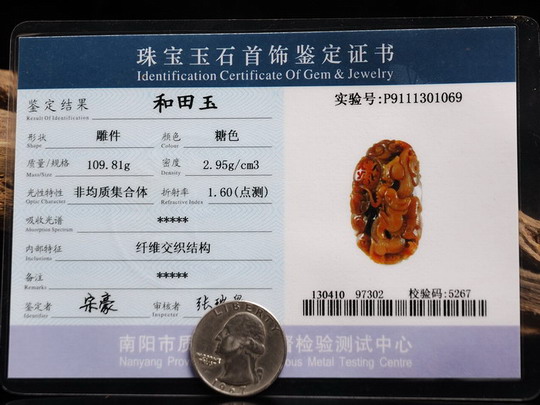 珠宝玉石首饰鉴定证书
Identification Certificate Of Gem & Jewelry
鉴定结果 和田玉
Result Of Identification
形状 雕件 颜色 糖色
Shape Colour
质量/规格 109.81g 密度 2.95g/cm3
Mass/Size Density
光性特性 非均质集合体 折射率 1.60(点测)
Optic Character Refractive Index
吸收光谱 *****
Absorption Spectrum
内部特征 纤维交织结构
Inclusions
备注 *****
Remarks
鉴定者 宋豪 审核者
Identifier Inspector
实验号:P9111301069
130410 97302 校验码:5267
南阳市质 检验测试中心
Nanyang Metal Testing Centre
LIBERTY